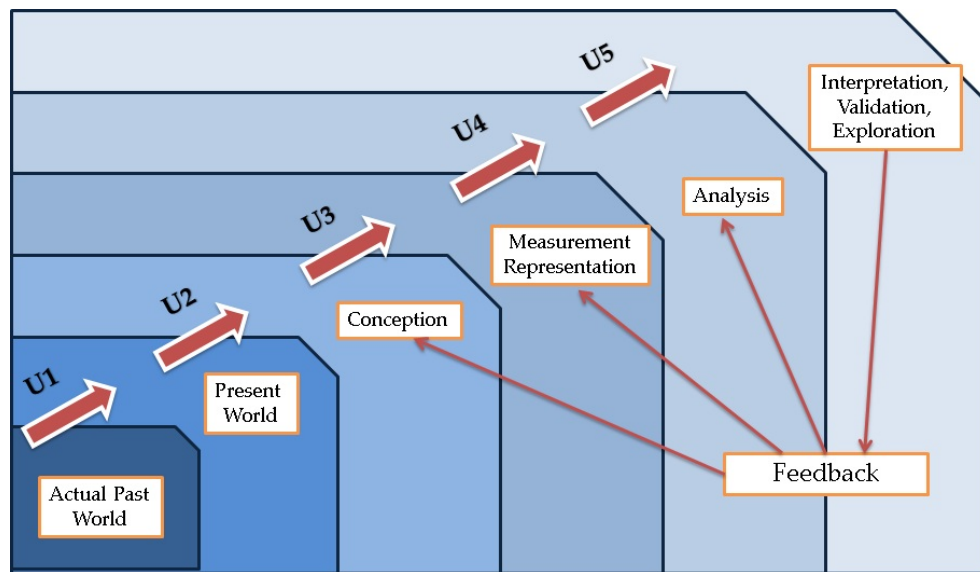 U5
Interpretation,
Validation,
Exploration
U4
Analysis
U3
Measurement
Representation
U2
Conception
U1
Present
World
Feedback
Actual Past
World